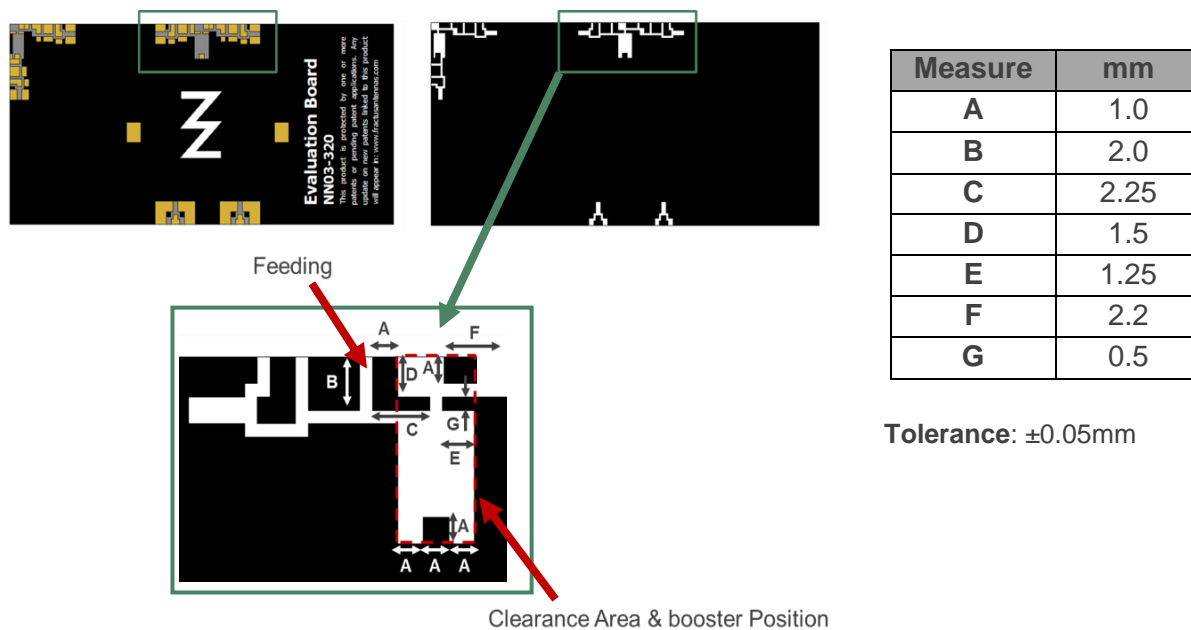 Evaluation Board
NN03-320
This product is protected by one or more
patents or pending patent applications. Any
update on new patents linked to this product
will appear in: www.fractusantennas.com
Measure mm
A 1.0
B 2.0
C 2.25
D 1.5
E 1.25
F 2.2
G 0.5
Tolerance: ±0.05mm
Feeding
A
F
B
D
A
C
G
E
A
A
A
A
Clearance Area & booster Position